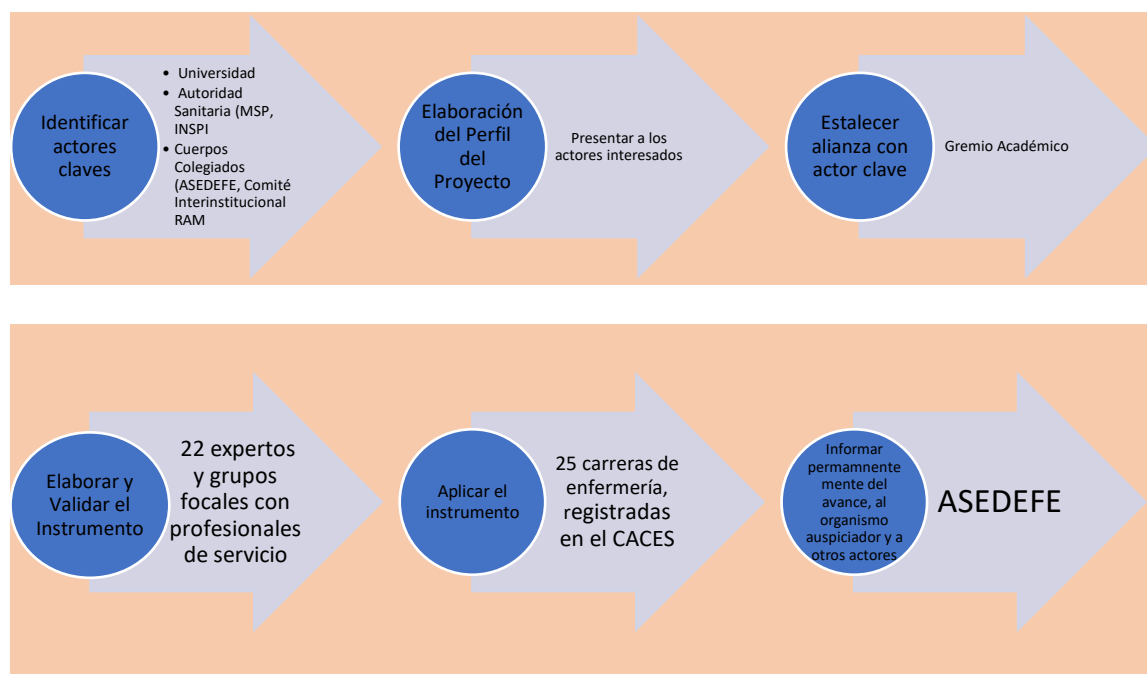 Identificar
actores
claves
• Universidad
• Autoridad
Sanitaria (MSP,
INSPI
• Cuerpos
Colegiados
(ASEDEFE, Comité
Interinstitucional
RAM
Elaboración
del Perfil
del
Proyecto
Presentar a los
actores interesados
Estalecer
alianza con
actor clave
Gremio Académico
Elaborar y
Validar el
Instrumento
22 expertos
y grupos
focales con
profesionales
de servicio
Aplicar el
instrumento
25 carreras de
enfermería,
registradas
en el CACES
Informar
permamnente
mente del
avance, al
organismo
auspiciador y a
otros actores
ASEDEFE